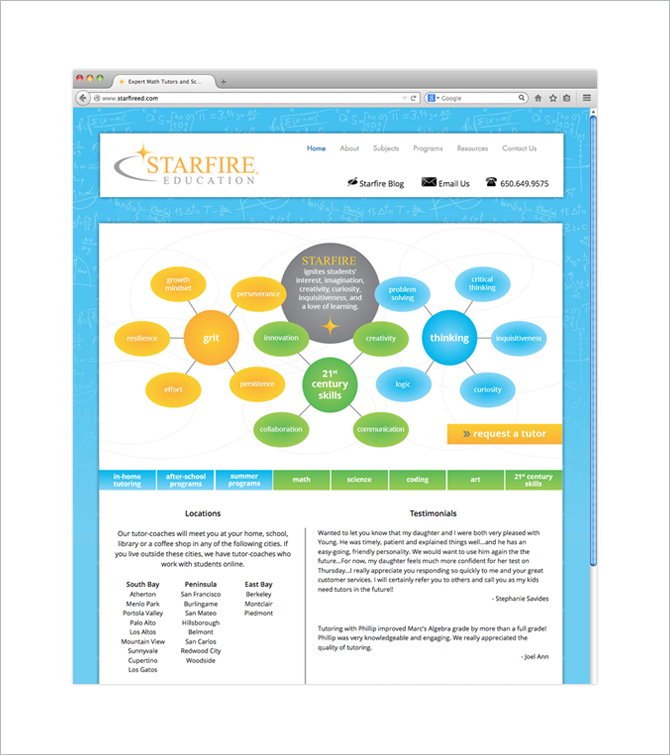 Expert Math Tutors and Sc...
www.starfireed.com
Google
Home About Subjects Programs Resources Contact Us
STARFIRE
EDUCATION
Starfire Blog Email Us 650.649.9575
STARFIRE
ignites students'
interest, imagination,
creativity, curiosity,
inquisitiveness, and
a love of learning.
growth
mindset
perseverance
resilience
grit
effort
persistence
innovation
creativity
21st
century
skills
collaboration
communication
problem
solving
critical
thinking
thinking
inquisitiveness
logic
curiosity
» request a tutor
in-home
tutoring
after-school
programs
summer
programs
math
science
coding
art
21st century
skills
Locations
Our tutor-coaches will meet you at your home, school,
library or a coffee shop in any of the following cities. If
you live outside these cities, we have tutor-coaches who
work with students online.
South Bay
Atherton
Menlo Park
Portola Valley
Palo Alto
Los Altos
Mountain View
Sunnyvale
Cupertino
Los Gatos
Peninsula
San Francisco
Burlingame
San Mateo
Hillsborough
Belmont
San Carlos
Redwood City
Woodside
East Bay
Berkeley
Montclair
Piedmont
Testimonials
Wanted to let you know that my daughter and I were both very pleased with
Young. He was timely, patient and explained things well...and he has an
easy-going, friendly personality. We would want to use him again the the
future...For now, my daughter feels much more confident for her test on
Thursday...I really appreciate you responding so quickly to me and your great
customer services. I will certainly refer you to others and call you as my kids
need tutors in the future!!
- Stephanie Savides
Tutoring with Phillip improved Marc's Algebra grade by more than a full grade!
Phillip was very knowledgeable and engaging. We really appreciated the
quality of tutoring.
- Joel Ann